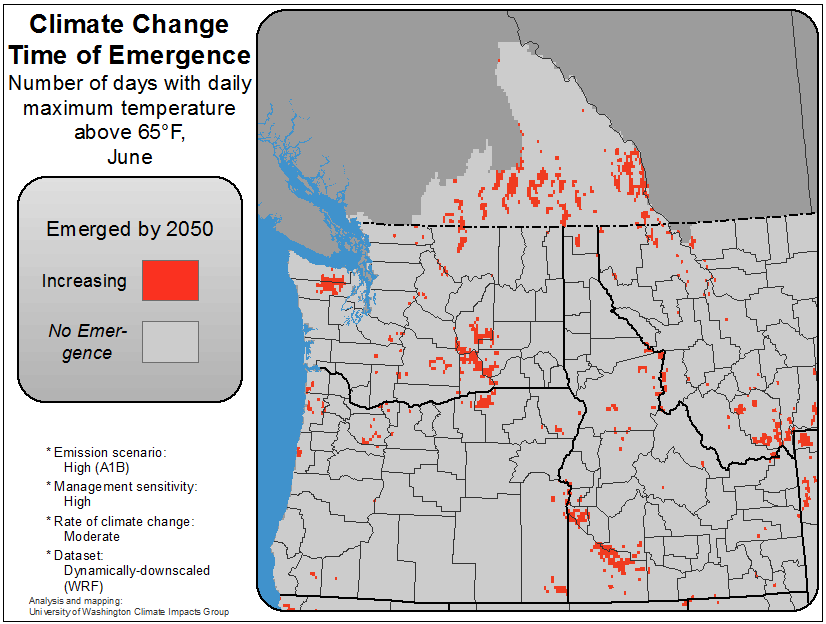 Climate Change
Time of Emergence
Number of days with daily
maximum temperature
above 65°F,
June
Emerged by 2050
Increasing
No Emer-
gence
* Emission scenario:
High (A1B)
* Management sensitivity:
High
* Rate of climate change:
Moderate
* Dataset:
Dynamically-downscaled
(WRF)
Analysis and mapping:
University of Washington Climate Impacts Group